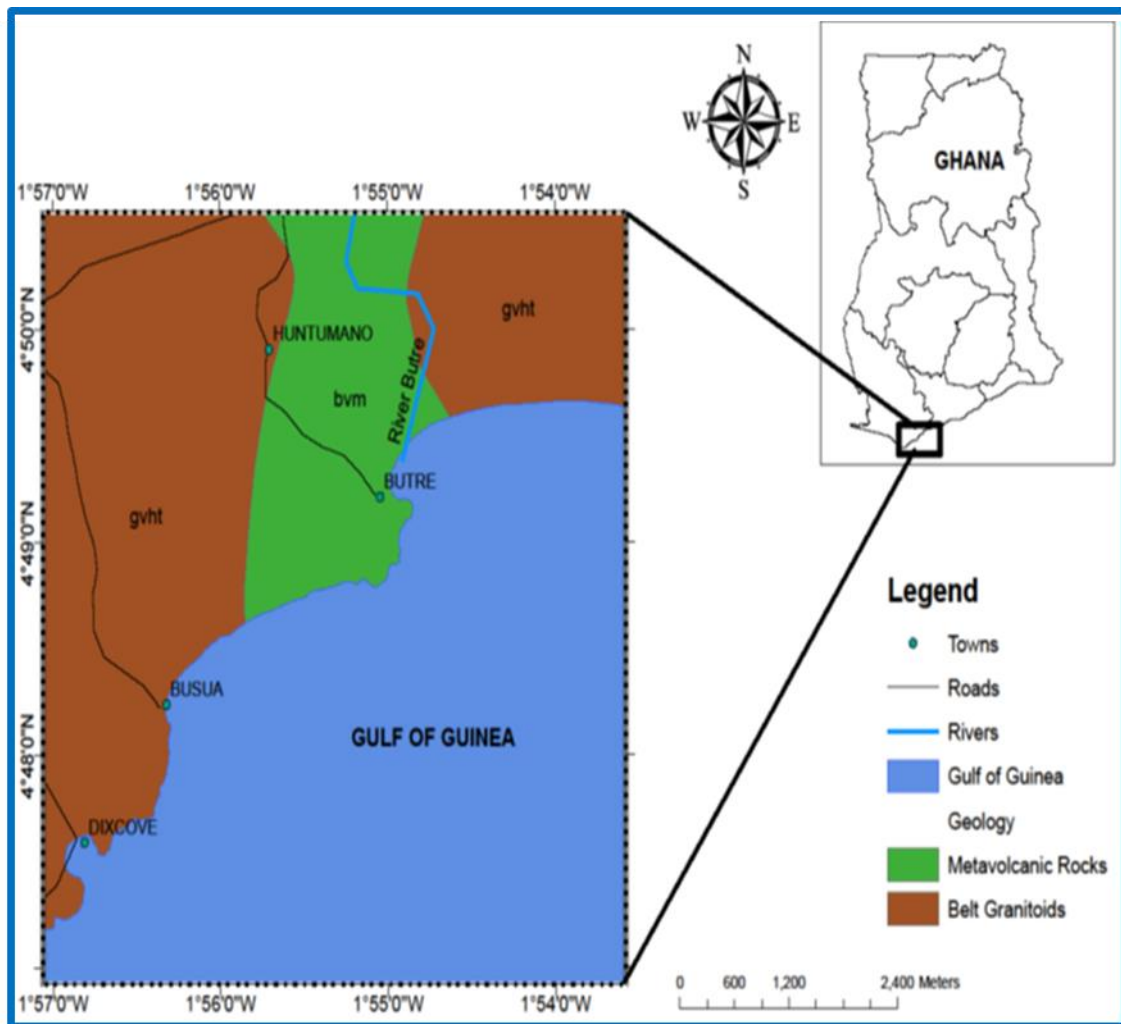 N
W E
S
GHANA
1°57'0"W 1°56'0"W 1°55'0"W 1°54'0"W
4°50'0"N
4°49'0"N
4°48'0"N
gvht
HUNTUMANO
bvm
River Butre
BUTRE
gvht
BUSUA
GULF OF GUINEA
DIXCOVE
1°57'0"W 1°56'0"W 1°55'0"W 1°54'0"W
Legend
Towns
Roads
Rivers
Gulf of Guinea
Geology
Metavolcanic Rocks
Belt Granitoids
0 600 1,200 2,400 Meters